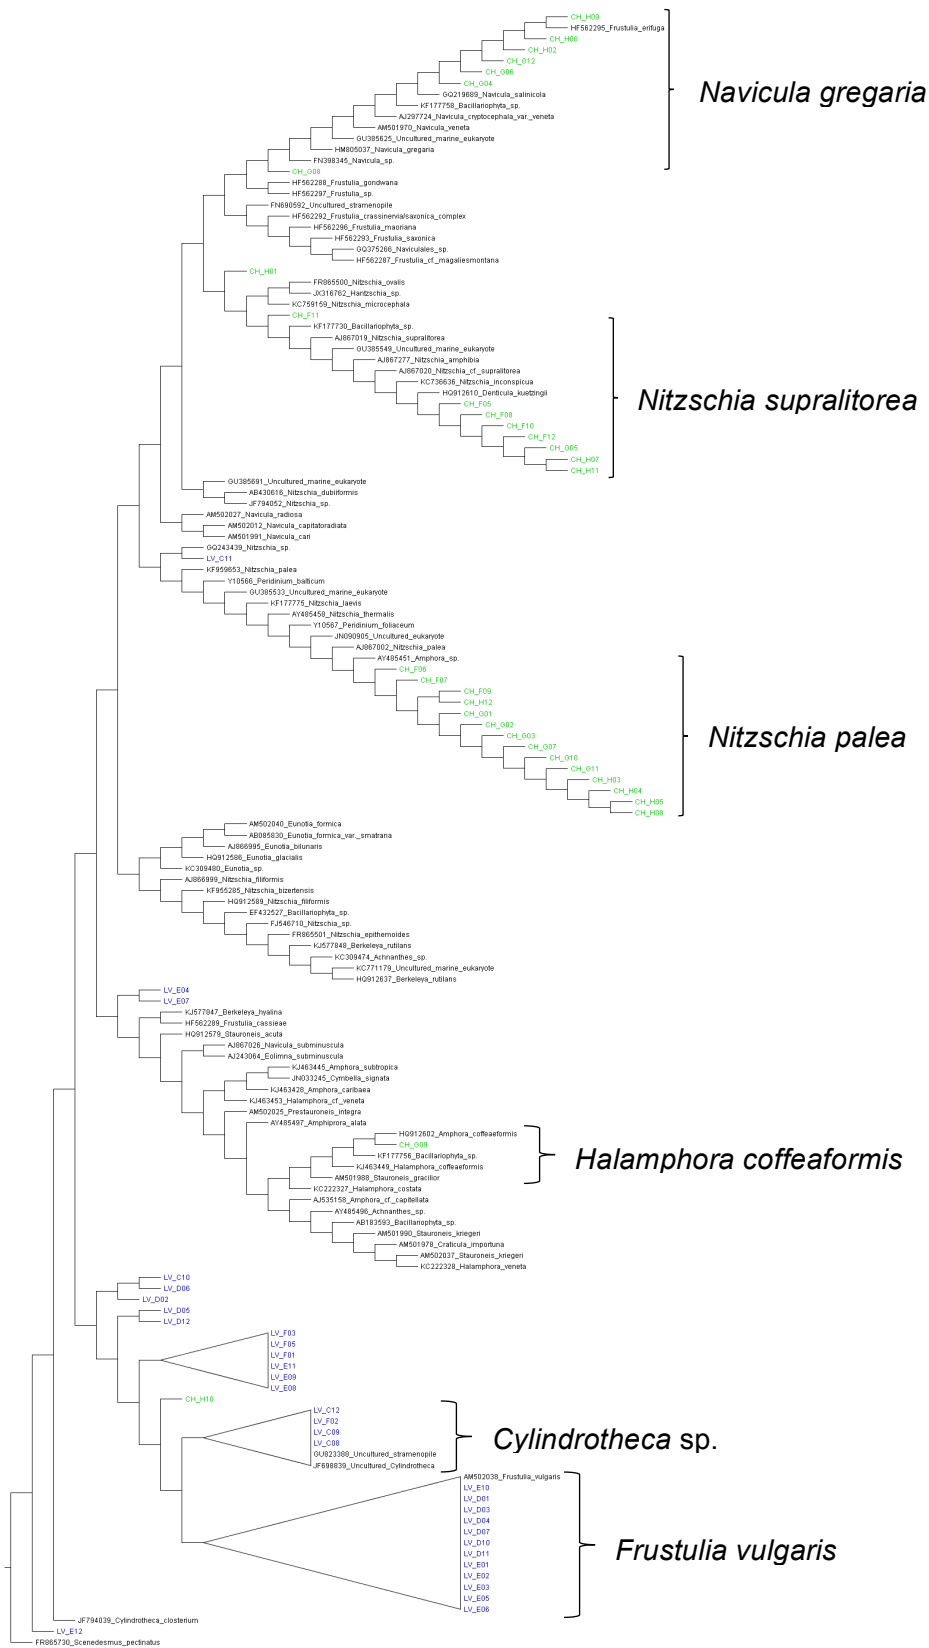 CH_H09
HF562295_Frustulia_erifuga
CH_H06
CH_H02
CH_G12
CH_G06
CH_G04
GQ219689_Navicula_salinicola
KF177758_Bacillariophyta_sp.
AJ297724_Navicula_cryptocephala_var._veneta
AM501970_Navicula_veneta
GU385625_Uncultured_marine_eukaryote
HM805037_Navicula_gregaria
FN398345_Navicula_sp.
CH_G08
Navicula gregaria
HF562288_Frustulia_gondwana
HF562297_Frustulia_sp.
FN690592_Uncultured_stramenopile
HF562292_Frustulia_crassinervia/saxonica_complex
HF562296_Frustulia_maoriana
HF562293_Frustulia_saxonica
GQ375266_Naviculales_sp.
HF562287_Frustulia_cf._magaliesmontana
CH_H01
FR865500_Nitzschia_ovalis
JX316762_Hantzschia_sp.
KC759159_Nitzschia_microcephala
CH_F11
KF177730_Bacillariophyta_sp.
AJ867019_Nitzschia_supralitorea
GU385549_Uncultured_marine_eukaryote
AJ867277_Nitzschia_amphibia
AJ867020_Nitzschia_cf._supralitorea
KC736636_Nitzschia_inconspicua
HQ912610_Denticula_kuetzingii
CH_F05
CH_F08
CH_F10
CH_F12
CH_G05
CH_H07
CH_H11
Nitzschia supralitorea
GU385691_Uncultured_marine_eukaryote
AB430616_Nitzschia_dubiiformis
JF794052_Nitzschia_sp.
AM502027_Navicula_radiosa
AM502012_Navicula_capitatoradiata
AM501991_Navicula_cari
GQ243439_Nitzschia_sp.
LV_C11
KF959653_Nitzschia_palea
Y10566_Peridinium_balticum
GU385533_Uncultured_marine_eukaryote
KF177775_Nitzschia_laevis
AY485458_Nitzschia_thermalis
Y10567_Peridinium_foliaceum
JN090905_Uncultured_eukaryote
AJ867002_Nitzschia_palea
AY485451_Amphora_sp.
CH_F06
CH_F07
CH_F09
CH_H12
CH_G01
CH_G02
CH_G03
CH_G07
CH_G10
CH_G11
CH_H03
CH_H04
CH_H05
CH_H08
Nitzschia palea
AM502040_Eunotia_formica
AB085830_Eunotia_formica_var._smatrana
AJ866995_Eunotia_bilunaris
HQ912586_Eunotia_glacialis
KC309480_Eunotia_sp.
AJ866999_Nitzschia_filiformis
KF955285_Nitzschia_bizertensis
HQ912589_Nitzschia_filiformis
EF432527_Bacillariophyta_sp.
FJ546710_Nitzschia_sp.
FR865501_Nitzschia_epithemoides
KJ577848_Berkeleya_rutilans
KC309474_Achnanthes_sp.
KC771179_Uncultured_marine_eukaryote
HQ912637_Berkeleya_rutilans
LV_E04
LV_E07
KJ577847_Berkeleya_hyalina
HF562289_Frustulia_cassieae
HQ912579_Stauroneis_acuta
AJ867026_Navicula_subminuscula
AJ243064_Eolimna_subminuscula
KJ463445_Amphora_subtropica
JN033245_Cymbella_signata
KJ463428_Amphora_caribaea
KJ463453_Halamphora_cf._veneta
AM502025_Prestauroneis_integra
AY485497_Amphiprora_alata
HQ912602_Amphora_coffeaeformis
CH_G09
KF177756_Bacillariophyta_sp.
KJ463449_Halamphora_coffeaeformis
AM501988_Stauroneis_gracilior
Halamphora coffeaformis
KC222327_Halamphora_costata
AJ535158_Amphora_cf._capitellata
AY485496_Achnanthes_sp.
AB183593_Bacillariophyta_sp.
AM501990_Stauroneis_kriegeri
AM501978_Craticula_importuna
AM502037_Stauroneis_kriegeri
KC222328_Halamphora_veneta
LV_C10
LV_D06
LV_D02
LV_D05
LV_D12
LV_F03
LV_F05
LV_F01
LV_E11
LV_E09
LV_E08
CH_H10
LV_C12
LV_F02
LV_C09
LV_C08
GU823388_Uncultured_stramenopile
JF698839_Uncultured_Cylindrotheca
Cylindrotheca sp.
AM502038_Frustulia_vulgaris
LV_E10
LV_D01
LV_D03
LV_D04
LV_D07
LV_D10
LV_D11
LV_E01
LV_E02
LV_E03
LV_E05
LV_E06
Frustulia vulgaris
JF794039_Cylindrotheca_closterium
LV_E12
FR865730_Scenedesmus_pectinatus